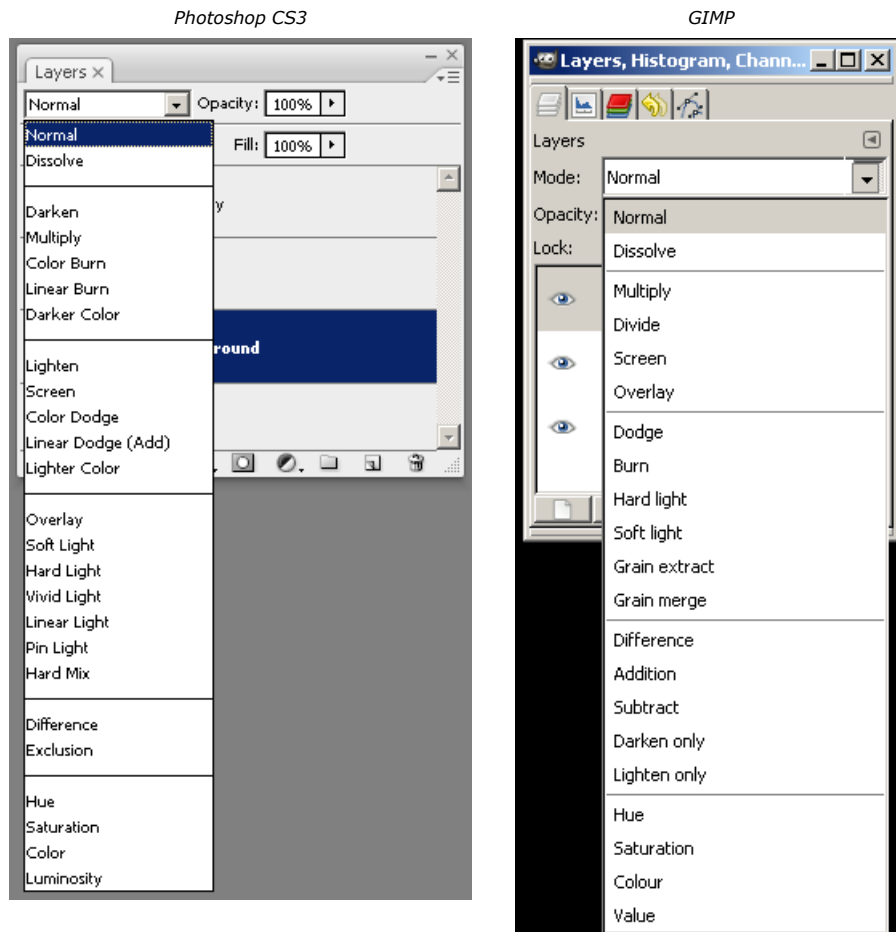 Photoshop CS3
Layers ×
Normal Opacity: 100%
Fill: 100%
Normal
Dissolve
Darken
Multiply
Color Burn
Linear Burn
Darker Color
Lighten
Screen
Color Dodge
Linear Dodge (Add)
Lighter Color
Overlay
Soft Light
Hard Light
Vivid Light
Linear Light
Pin Light
Hard Mix
Difference
Exclusion
Hue
Saturation
Color
Luminosity
y
round
GIMP
Layers, Histogram, Chann...
Layers
Mode: Normal
Opacity:
Lock:
Normal
Dissolve
Multiply
Divide
Screen
Overlay
Dodge
Burn
Hard light
Soft light
Grain extract
Grain merge
Difference
Addition
Subtract
Darken only
Lighten only
Hue
Saturation
Colour
Value